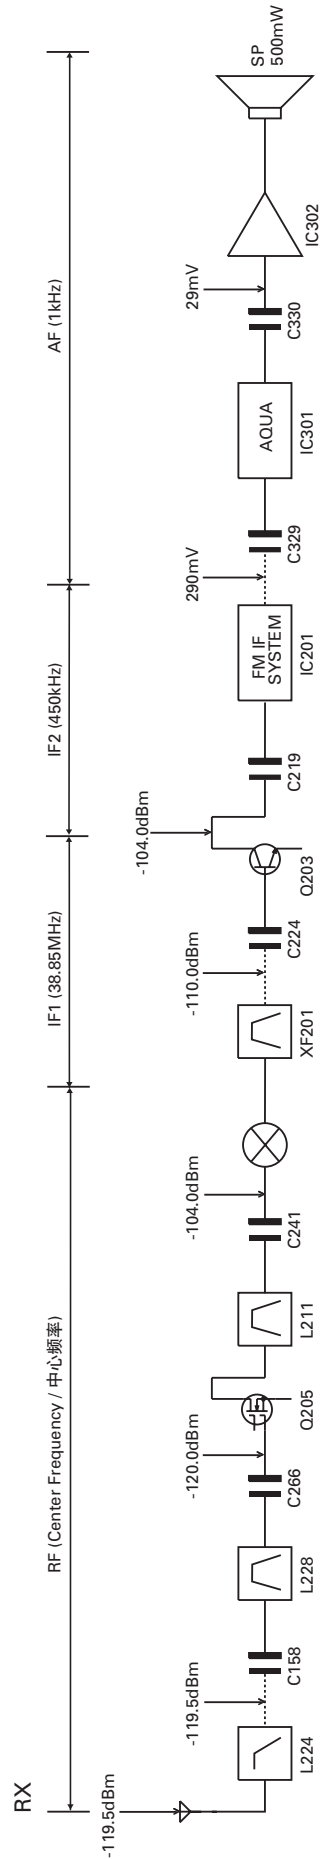 RX
RF (Center Frequency / 中心频率)
IF1 (38.85MHz)
IF2 (450kHz)
AF (1kHz)
-119.5dBm
-119.5dBm
-120.0dBm
-104.0dBm
-110.0dBm
-104.0dBm
290mV
29mV
SP
500mW
FM IF
SYSTEM
AQUA
L224
C158
L228
C266
Q205
L211
C241
XF201
C224
Q203
C219
IC201
C329
IC301
C330
IC302